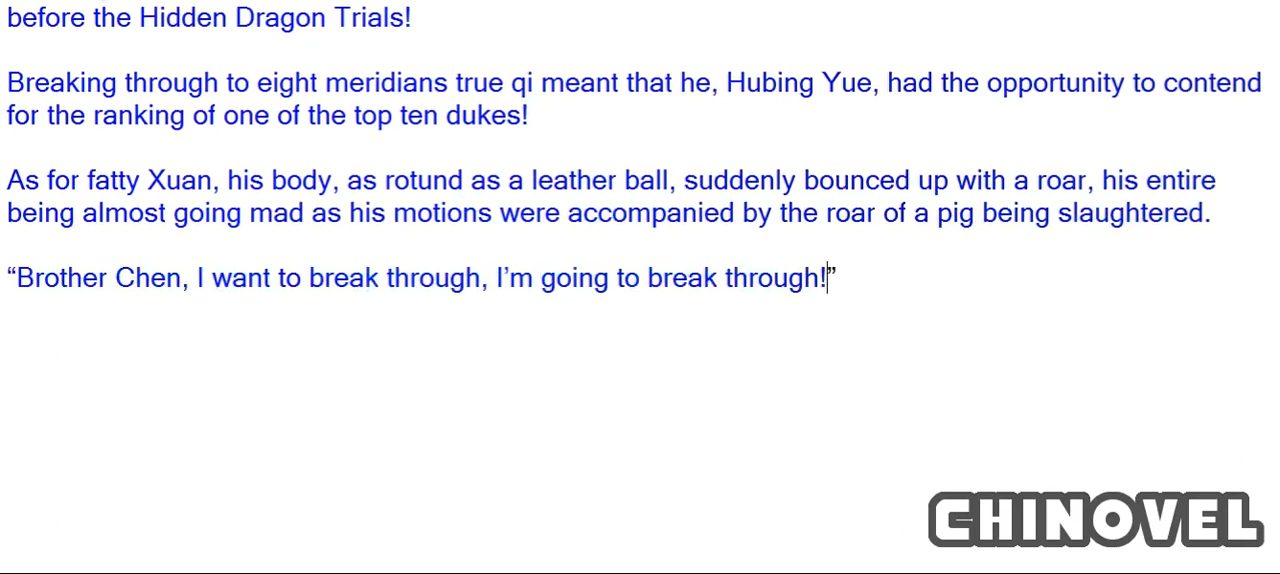 before the Hidden Dragon Trials!
Breaking through to eight meridians true qi meant that he, Hubing Yue, had the opportunity to contend
for the ranking of one of the top ten dukes!
As for fatty Xuan, his body, as rotund as a leather ball, suddenly bounced up with a roar, his entire
being almost going mad as his motions were accompanied by the roar of a pig being slaughtered.
“Brother Chen, I want to break through, I’m going to break through!”
CHINOVEL